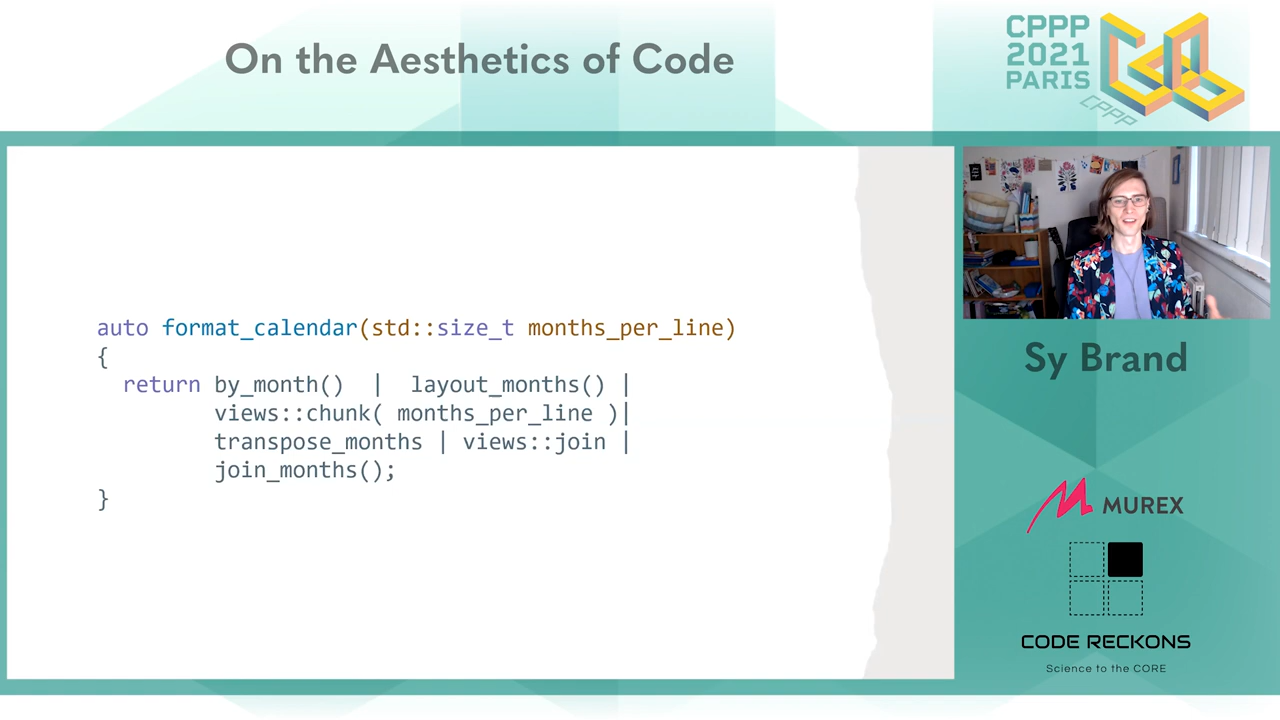 On the Aesthetics of Code
CPPP
2021
PARIS
CPPP
auto format_calendar(std::size_t months_per_line)
{
  return by_month()  |  layout_months() |
         views::chunk( months_per_line )|
         transpose_months | views::join |
         join_months();
}
Sy Brand
MUREX
CODE RECKONS
Science to the CORE